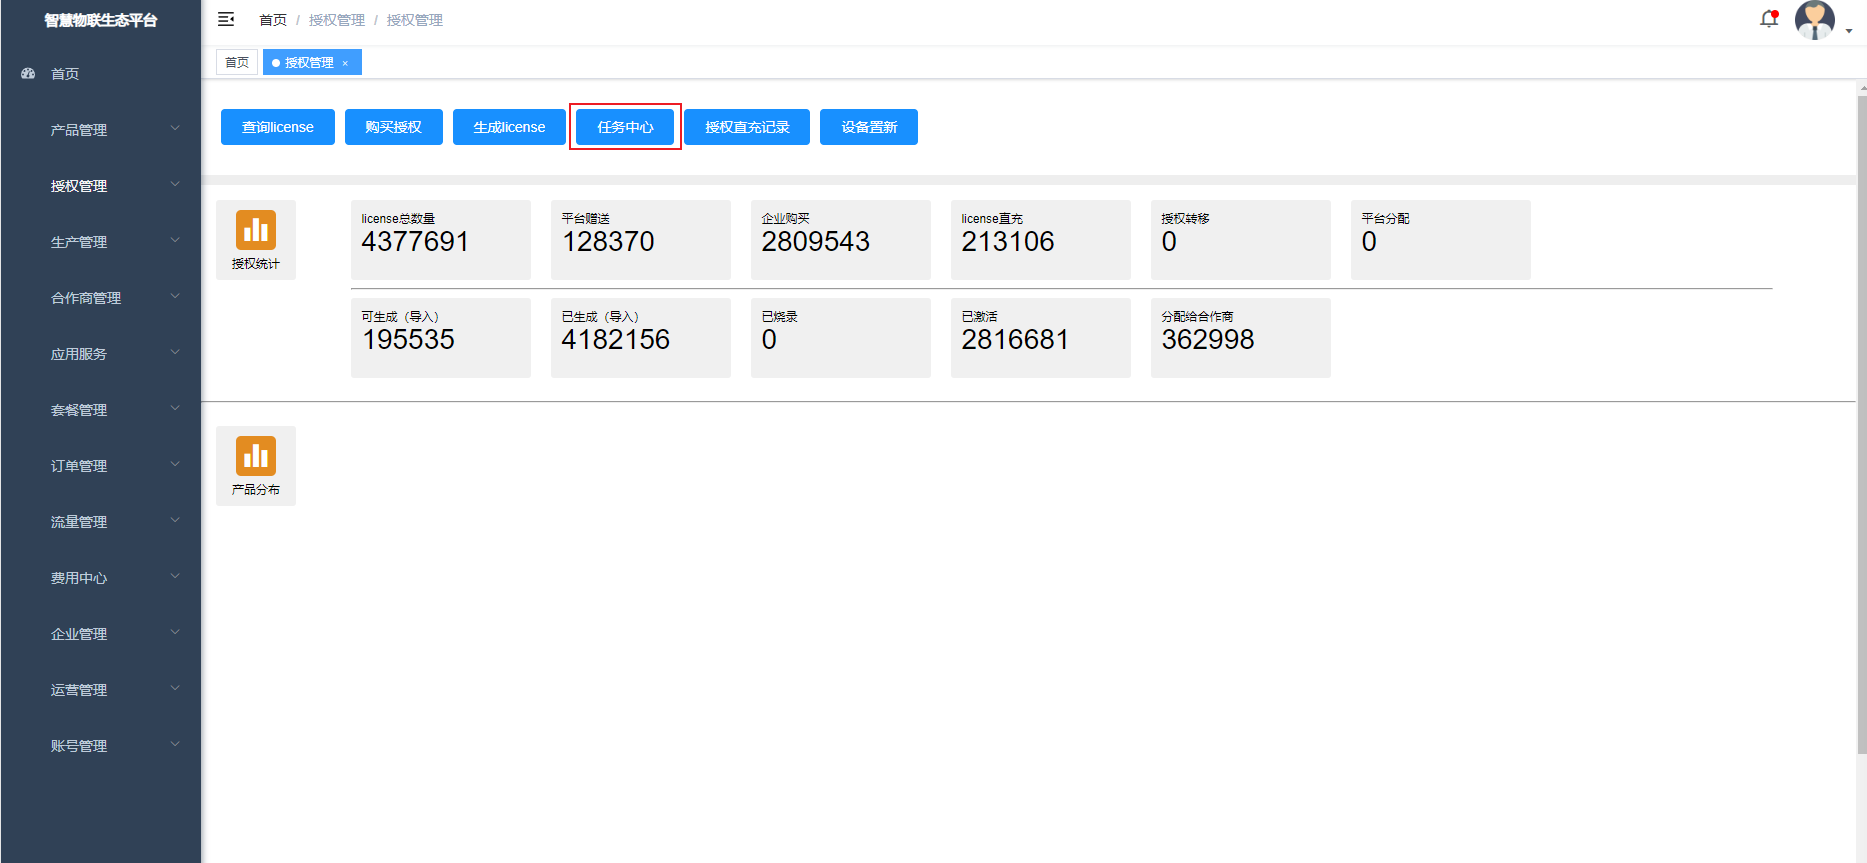 智慧物联生态平台
首页 / 授权管理 / 授权管理
首页
授权管理 ×
首页
产品管理
授权管理
生产管理
合作商管理
应用服务
套餐管理
订单管理
流量管理
费用中心
企业管理
运营管理
账号管理
查询license
购买授权
生成license
任务中心
授权直充记录
设备置新
授权统计
license总数量
4377691
平台赠送
128370
企业购买
2809543
license直充
213106
授权转移
0
平台分配
0
可生成（导入）
195535
已生成（导入）
4182156
已烧录
0
已激活
2816681
分配给合作商
362998
产品分布